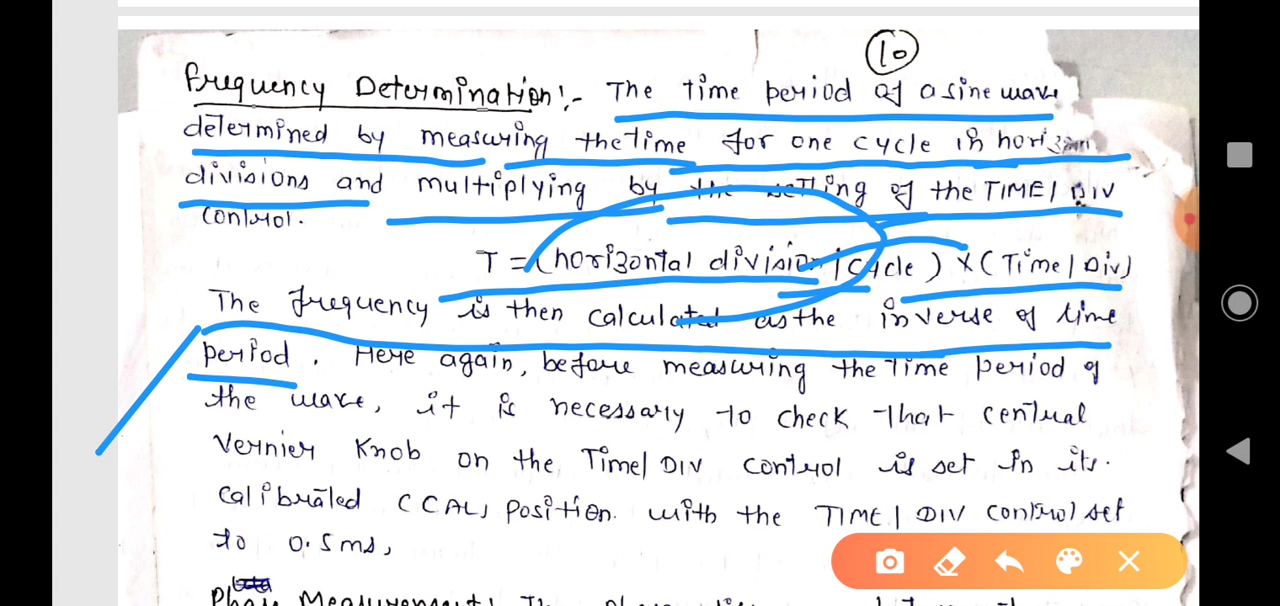 10
Frequency Determination:- The time period of a sine wave
determined by measuring the time for one cycle in
divisions and multiplying by the setting of the TIME/DIV
control.
T = (horizontal division/cycle) x (Time/Div)
The frequency is then calculated as the inverse of time
period. Here again, before measuring the time period of
the wave, it is necessary to check that central
Vernier Knob on the Time/DIV control is set in its.
calibrated (CAL) position. with the TIME/DIV control set
to 0.5ms,